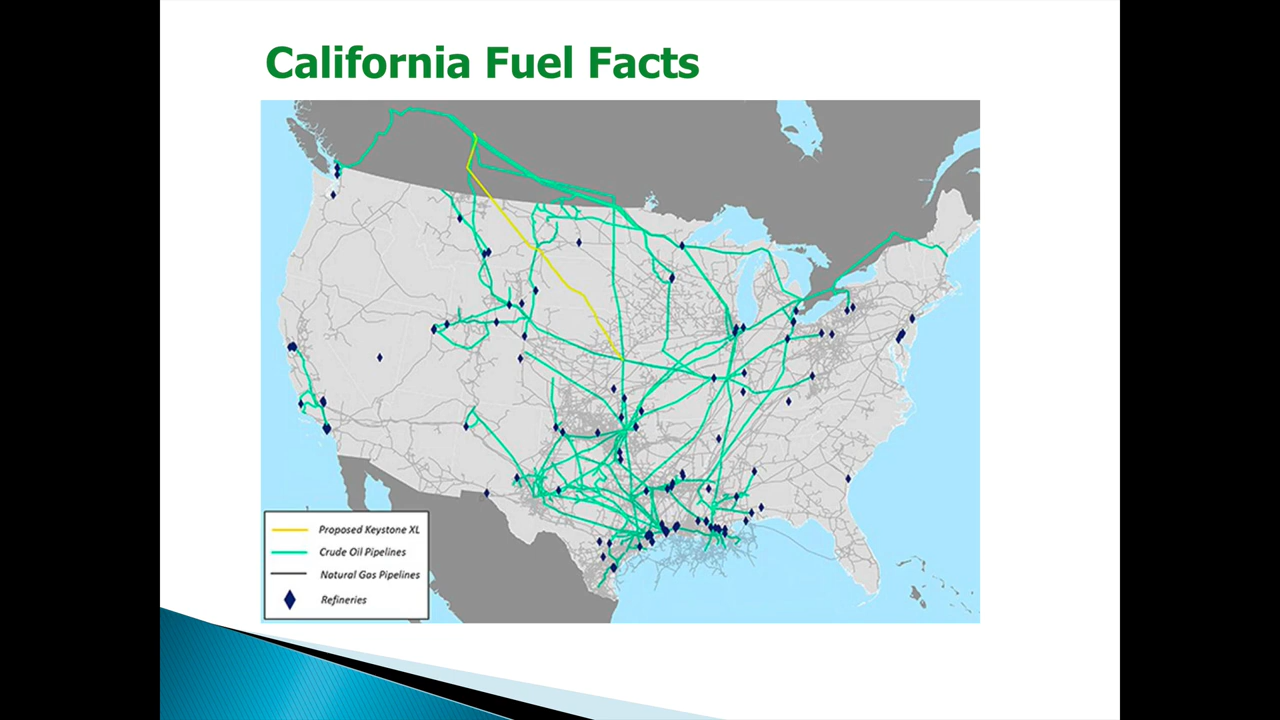 California Fuel Facts
Proposed Keystone XL
Crude Oil Pipelines
Natural Gas Pipelines
Refineries